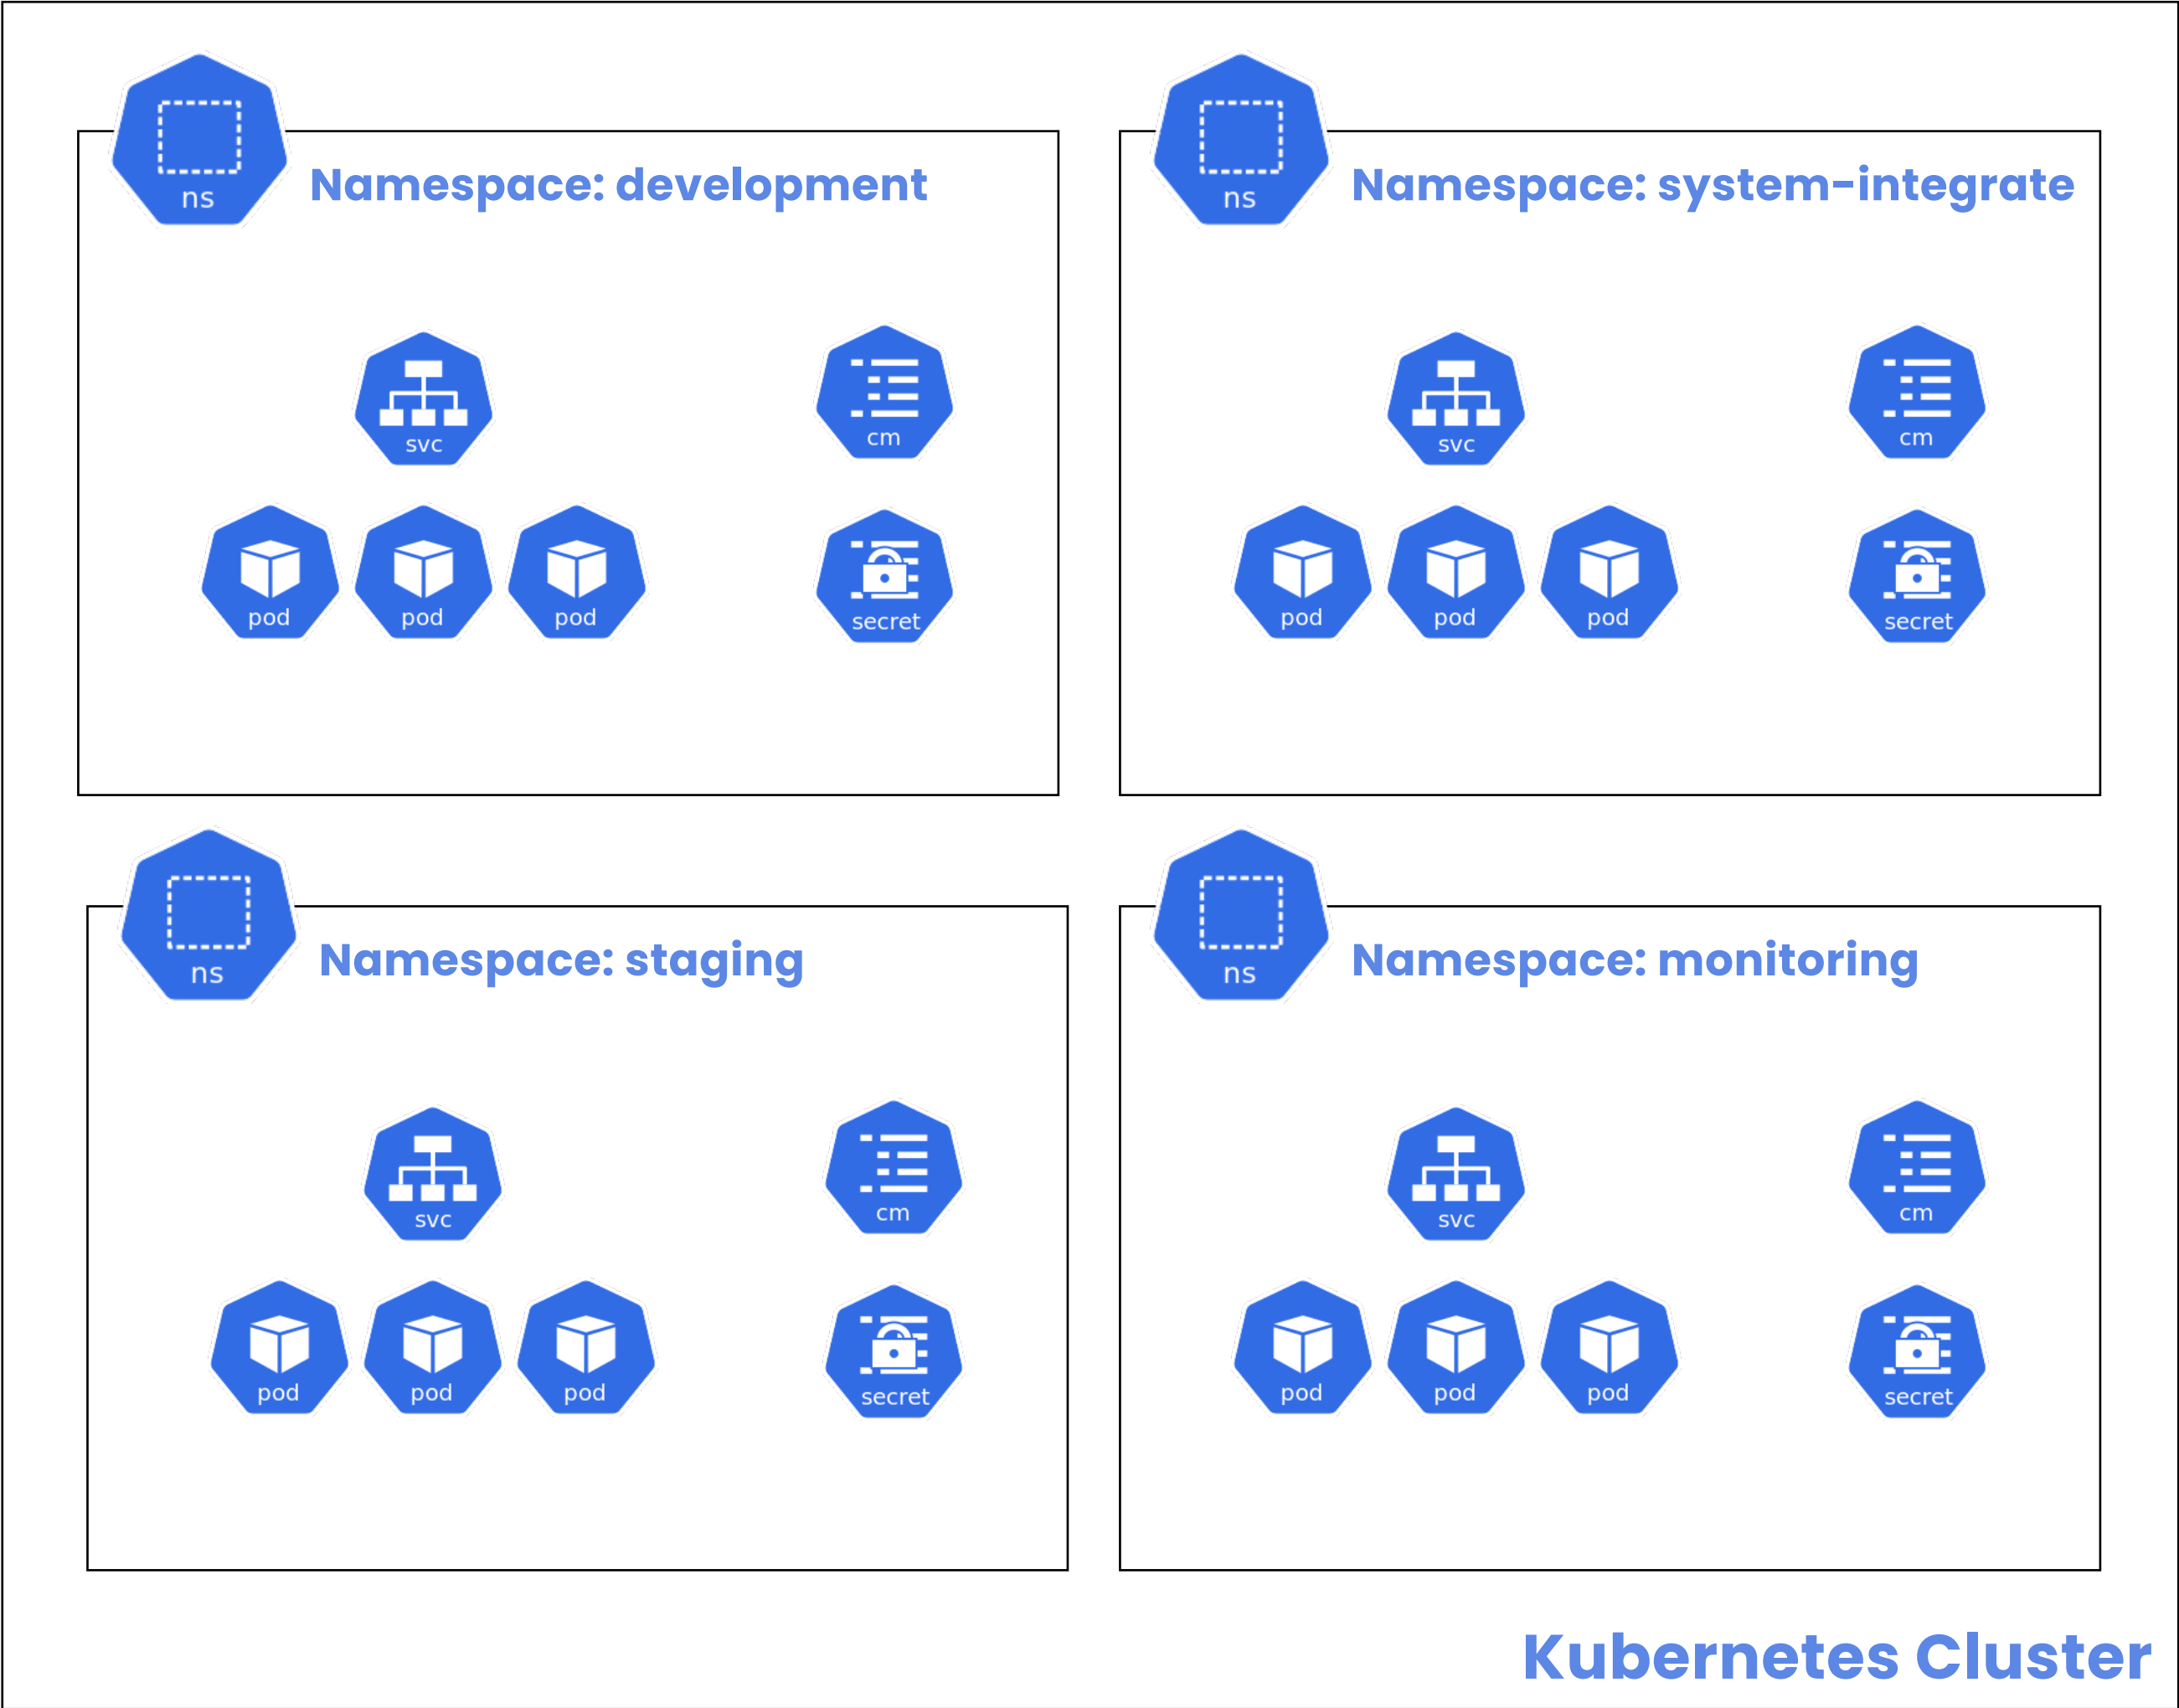 ns
Namespace: development
svc
cm
pod pod pod
secret
ns
Namespace: system-integrate
svc
cm
pod pod pod
secret
ns
Namespace: staging
svc
cm
pod pod pod
secret
ns
Namespace: monitoring
svc
cm
pod pod pod
secret
Kubernetes Cluster